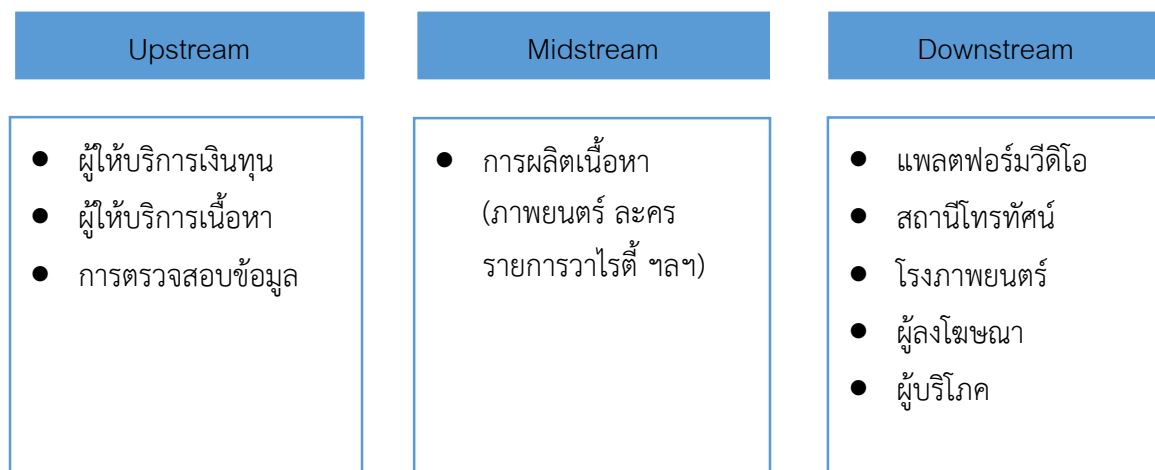 Upstream
Midstream
Downstream
● ผู้ให้บริการเงินทุน
● ผู้ให้บริการเนื้อหา
● การตรวจสอบข้อมูล
● การผลิตเนื้อหา
(ภาพยนตร์ ละคร
รายการวาไรตี้ ฯลฯ)
● แพลตฟอร์มวีดิโอ
● สถานีโทรทัศน์
● โรงภาพยนตร์
● ผู้ลงโฆษณา
● ผู้บริโภค